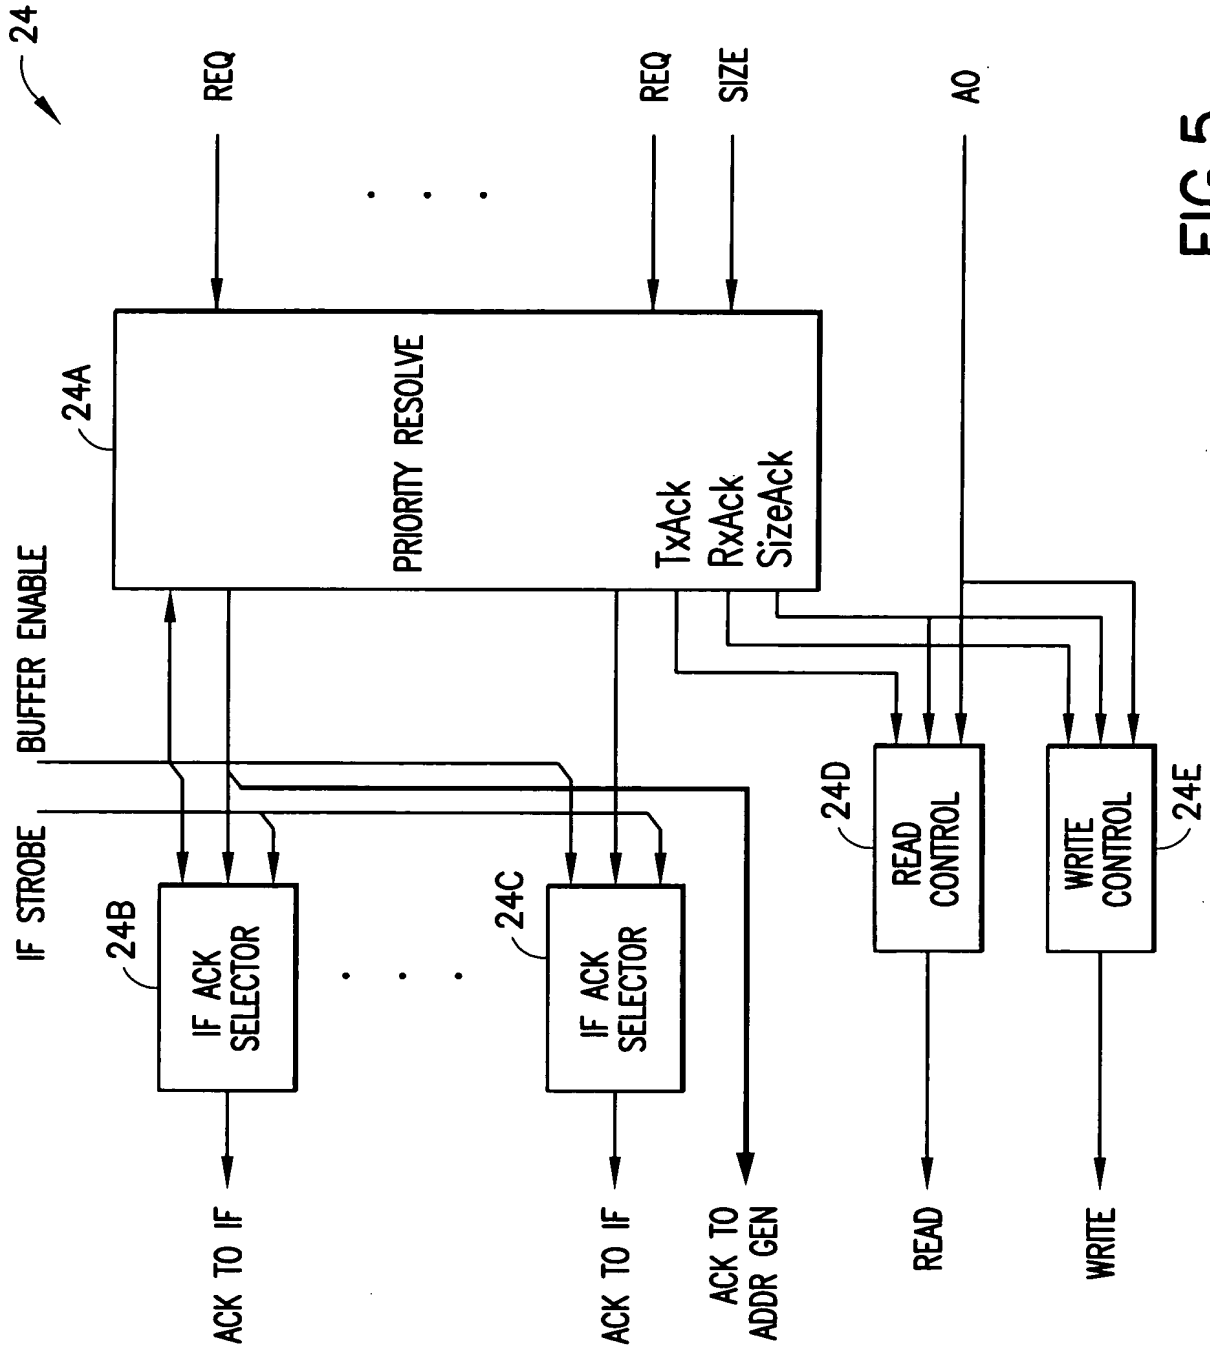 IF STROBE
BUFFER ENABLE
24
24A
24B
ACK TO IF
IF ACK
SELECTOR
REQ
PRIORITY RESOLVE
24C
ACK TO IF
IF ACK
SELECTOR
TxAck
RxAck
SizeAck
REQ
SIZE
ACK TO
ADDR GEN
24D
READ
READ
CONTROL
A0
WRITE
WRITE
CONTROL
24E
FIG.5